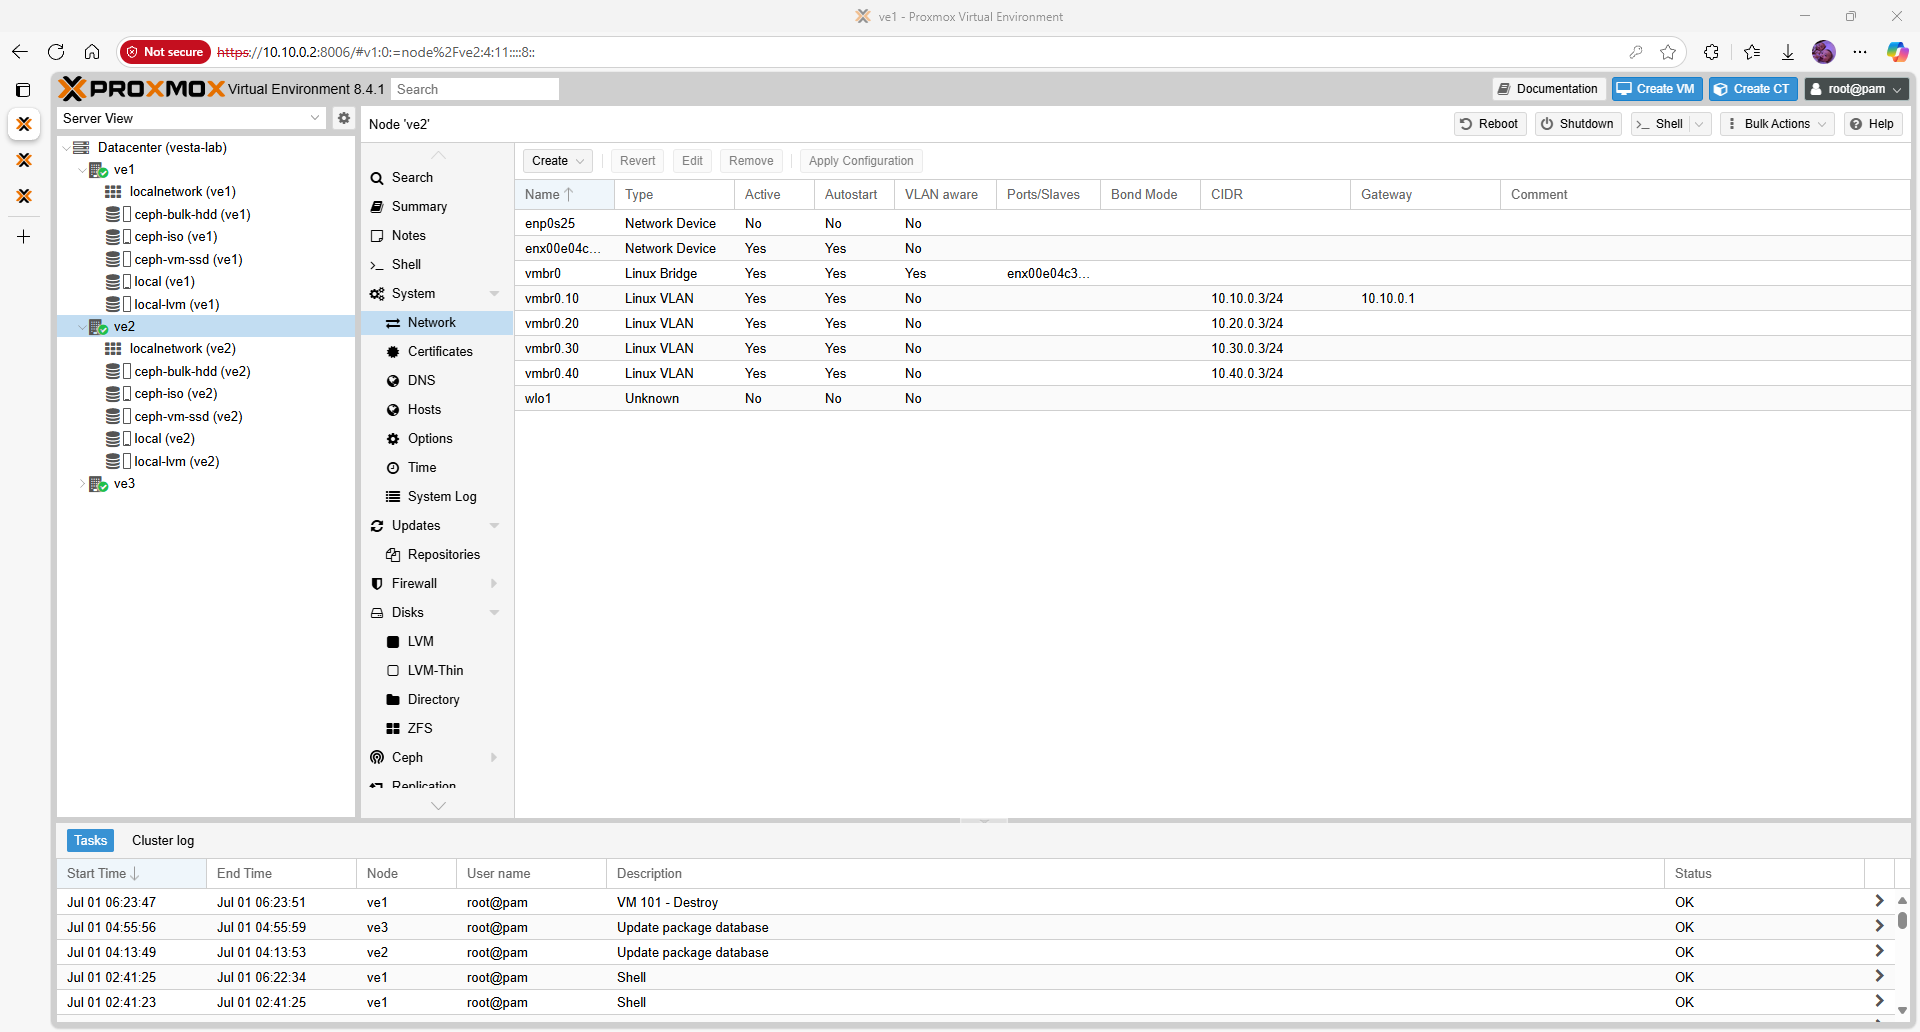 ve1 - Proxmox Virtual Environment
Not secure https://10.10.0.2:8006/#v1:0:=node%2Fve2:4:11::::8::
PROXMOX Virtual Environment 8.4.1 Search Documentation Create VM Create CT root@pam
Server View
Node 've2' Reboot Shutdown Shell Bulk Actions Help
Datacenter (vesta-lab)
ve1
localnetwork (ve1)
ceph-bulk-hdd (ve1)
ceph-iso (ve1)
ceph-vm-ssd (ve1)
local (ve1)
local-lvm (ve1)
ve2
localnetwork (ve2)
ceph-bulk-hdd (ve2)
ceph-iso (ve2)
ceph-vm-ssd (ve2)
local (ve2)
local-lvm (ve2)
ve3
Search
Summary
Notes
Shell
System
Network
Certificates
DNS
Hosts
Options
Time
System Log
Updates
Repositories
Firewall
Disks
LVM
LVM-Thin
Directory
ZFS
Ceph
Replication
Create Revert Edit Remove Apply Configuration
Name Type Active Autostart VLAN aware Ports/Slaves Bond Mode CIDR Gateway Comment
enp0s25 Network Device No No No
enx00e04c... Network Device Yes Yes No
vmbr0 Linux Bridge Yes Yes Yes enx00e04c3...
vmbr0.10 Linux VLAN Yes Yes No 10.10.0.3/24 10.10.0.1
vmbr0.20 Linux VLAN Yes Yes No 10.20.0.3/24
vmbr0.30 Linux VLAN Yes Yes No 10.30.0.3/24
vmbr0.40 Linux VLAN Yes Yes No 10.40.0.3/24
wlo1 Unknown No No No
Tasks Cluster log
Start Time End Time Node User name Description Status
Jul 01 06:23:47 Jul 01 06:23:51 ve1 root@pam VM 101 - Destroy OK
Jul 01 04:55:56 Jul 01 04:55:59 ve3 root@pam Update package database OK
Jul 01 04:13:49 Jul 01 04:13:53 ve2 root@pam Update package database OK
Jul 01 02:41:25 Jul 01 06:22:34 ve1 root@pam Shell OK
Jul 01 02:41:23 Jul 01 02:41:25 ve1 root@pam Shell OK